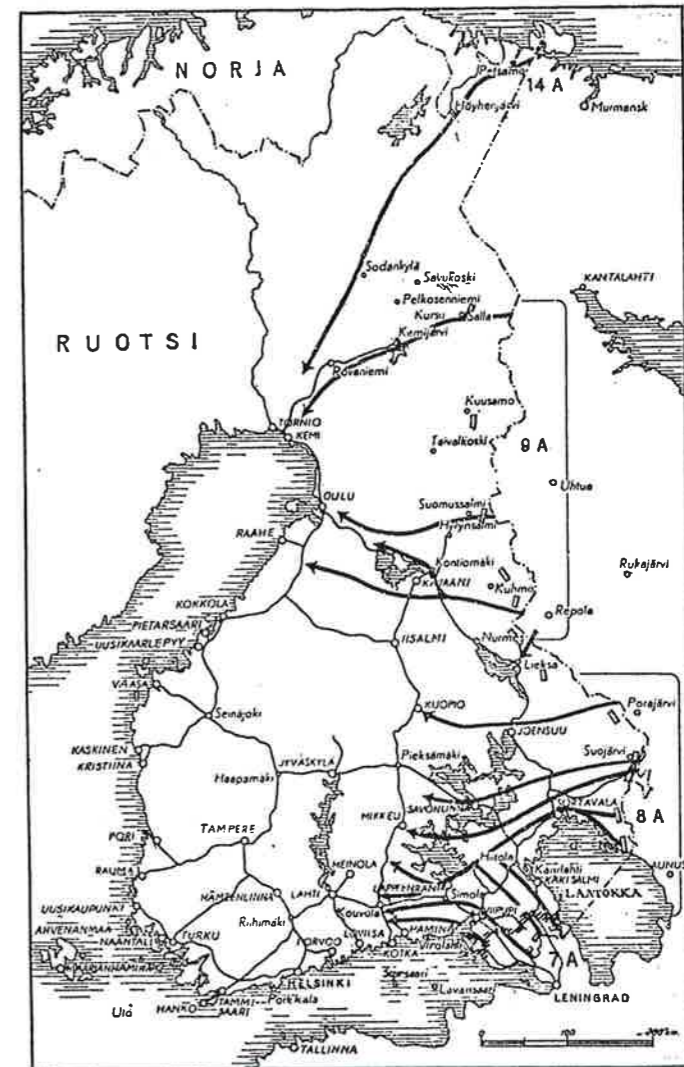 NORJA
Petsamo
14 A
Höyhenjärvi
Murmansk
Sodankylä
Savukoski
KANTALAHTI
Pelkosenniemi
Kursu
Salla
Kemijärvi
RUOTSI
Rovaniemi
Kuusamo
TORNIO
KEMI
Taivalkoski
9 A
Uhtua
OULU
Suomussalmi
Hyrynsalmi
RAAHE
Kontiomäki
KAJAANI
Rukajärvi
Kuhmo
KOKKOLA
Repola
PIETARSAARI
UUSIKAARLEPYY
IISALMI
Nurmes
Lieksa
VAASA
Seinäjoki
KUOPIO
Porajärvi
JOENSUU
KASKINEN
KRISTIINA
Haapamäki
JYVÄSKYLÄ
Pieksämäki
Suojärvi
SAVONLINNA
SORTAVALA
8 A
MIKKELI
PORI
TAMPERE
HEINOLA
Hiitola
RAUMA
Kaarlahti
KÄKISALMI
AUNUS
HÄMEENLINNA
LAHTI
LAPPEENRANTA
Simola
LAATOKKA
UUSIKAUPUNKI
Kouvola
VIIPURI
AHVENANMAA
Riihimäki
NAANTALI
TURKU
PORVOO
LOVIISA
HAMINA
Virolahti
7 A
KOTKA
MAARIANHAMINA
HELSINKI
Suursaari
Lavansaari
LENINGRAD
Utö
HANKO
TAMMISAARI
Porkkala
TALLINNA
0
100
200 km